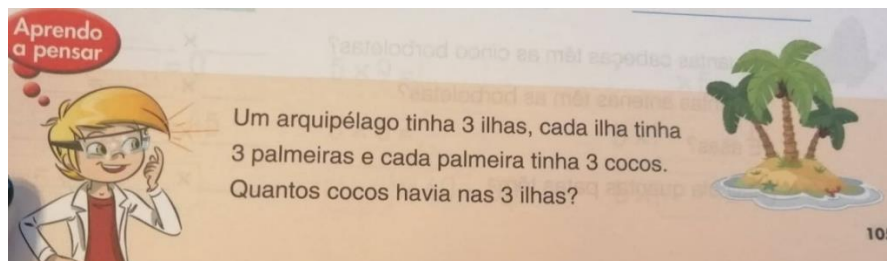 Aprendo
a pensar
Um arquipélago tinha 3 ilhas, cada ilha tinha
3 palmeiras e cada palmeira tinha 3 cocos.
Quantos cocos havia nas 3 ilhas?